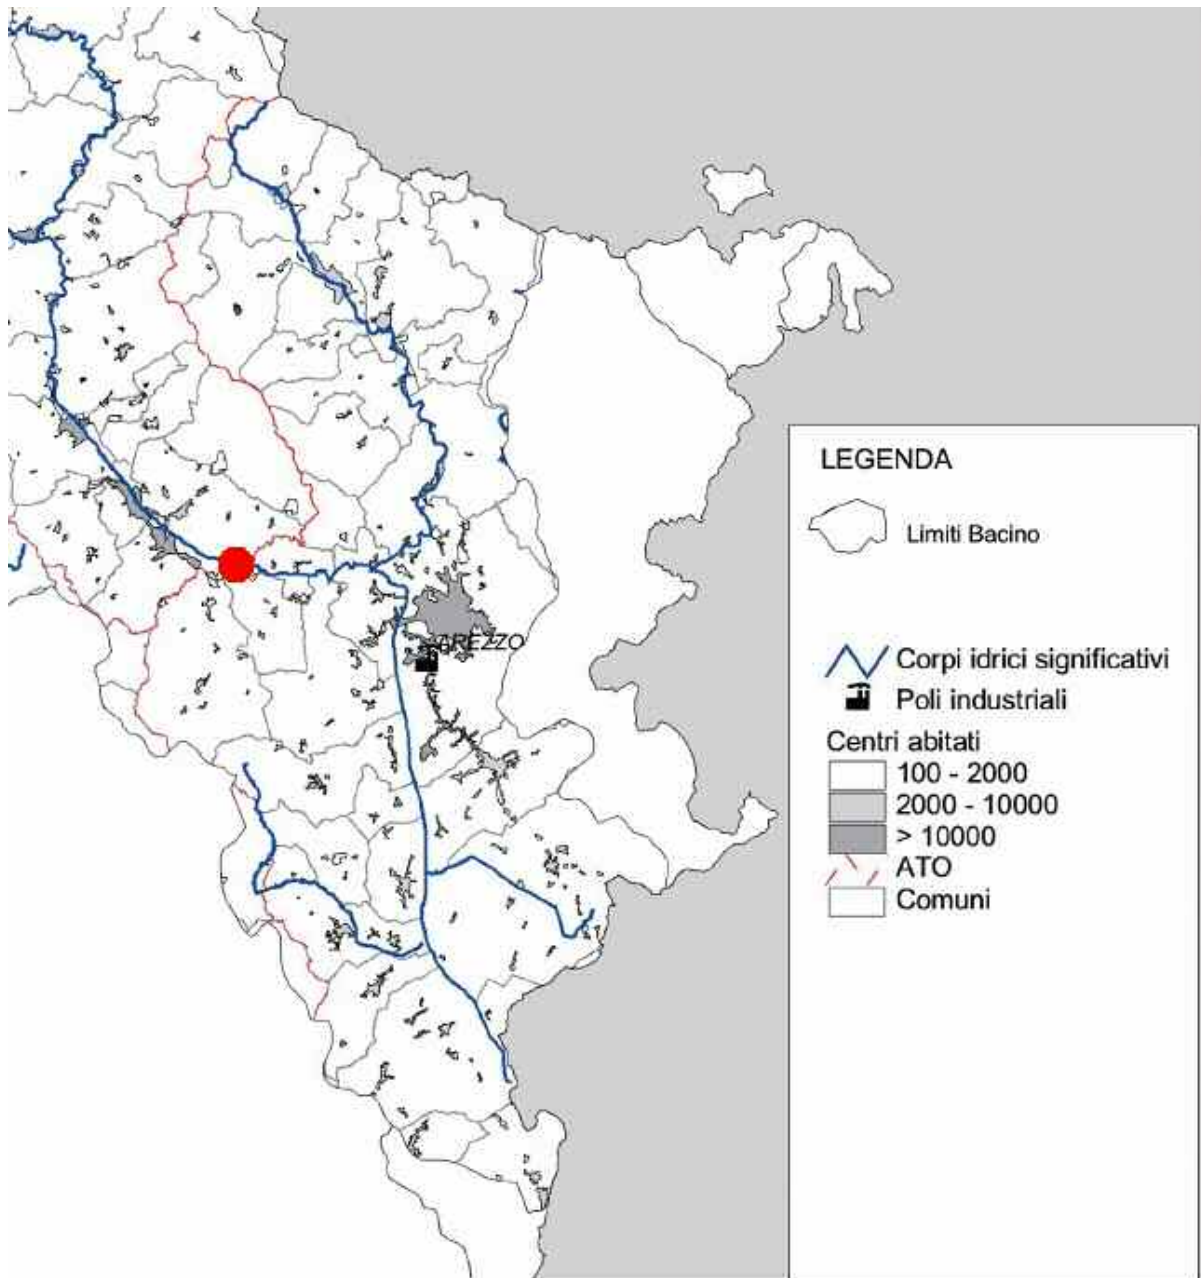 AREZZO
LEGENDA
Limiti Bacino
Corpi idrici significativi
Poli industriali
Centri abitati
100 - 2000
2000 - 10000
> 10000
ATO
Comuni